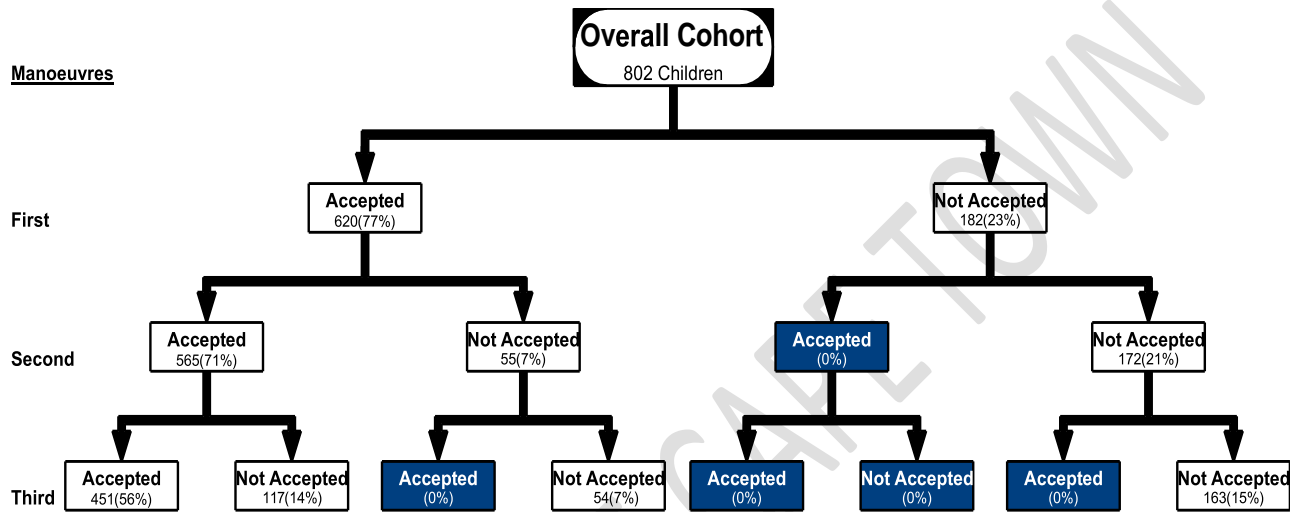 Overall Cohort
802 Children
Manoeuvres
First
Accepted
620(77%)
Not Accepted
182(23%)
Second
Accepted
565(71%)
Not Accepted
55(7%)
Accepted
(0%)
Not Accepted
172(21%)
Third
Accepted
451(56%)
Not Accepted
117(14%)
Accepted
(0%)
Not Accepted
54(7%)
Accepted
(0%)
Not Accepted
(0%)
Accepted
(0%)
Not Accepted
163(15%)
CAPE TOWN